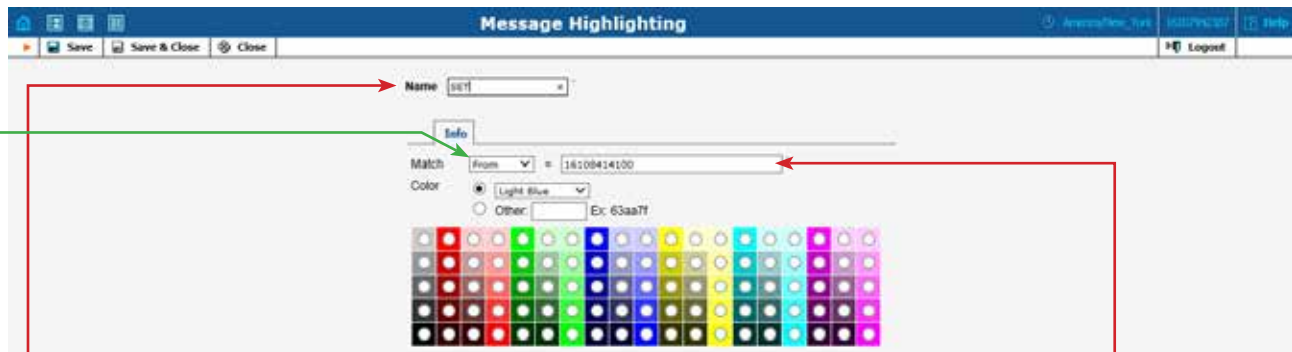 Message Highlighting
America/New_York
Help
Save
Save & Close
Close
Logout
Name SET
Info
Match From = 16108414100
Color Light Blue
Other: Ex: 63aa7f